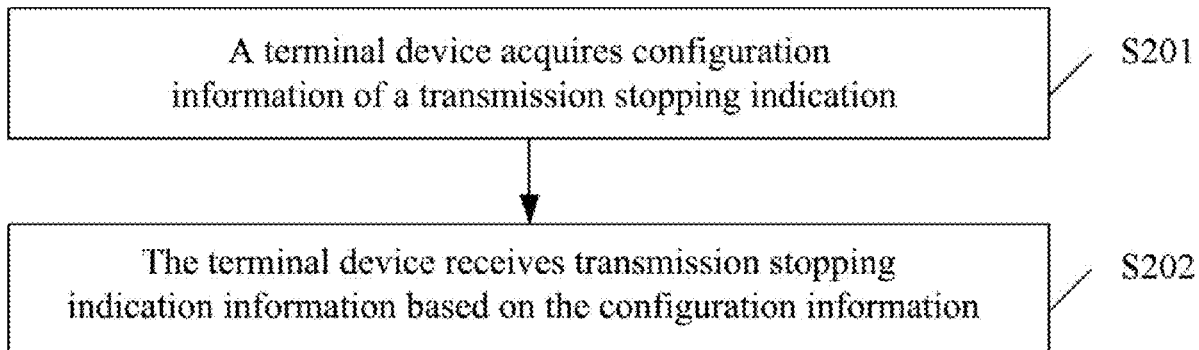 A terminal device acquires configuration
information of a transmission stopping indication
S201
The terminal device receives transmission stopping
indication information based on the configuration information
S202